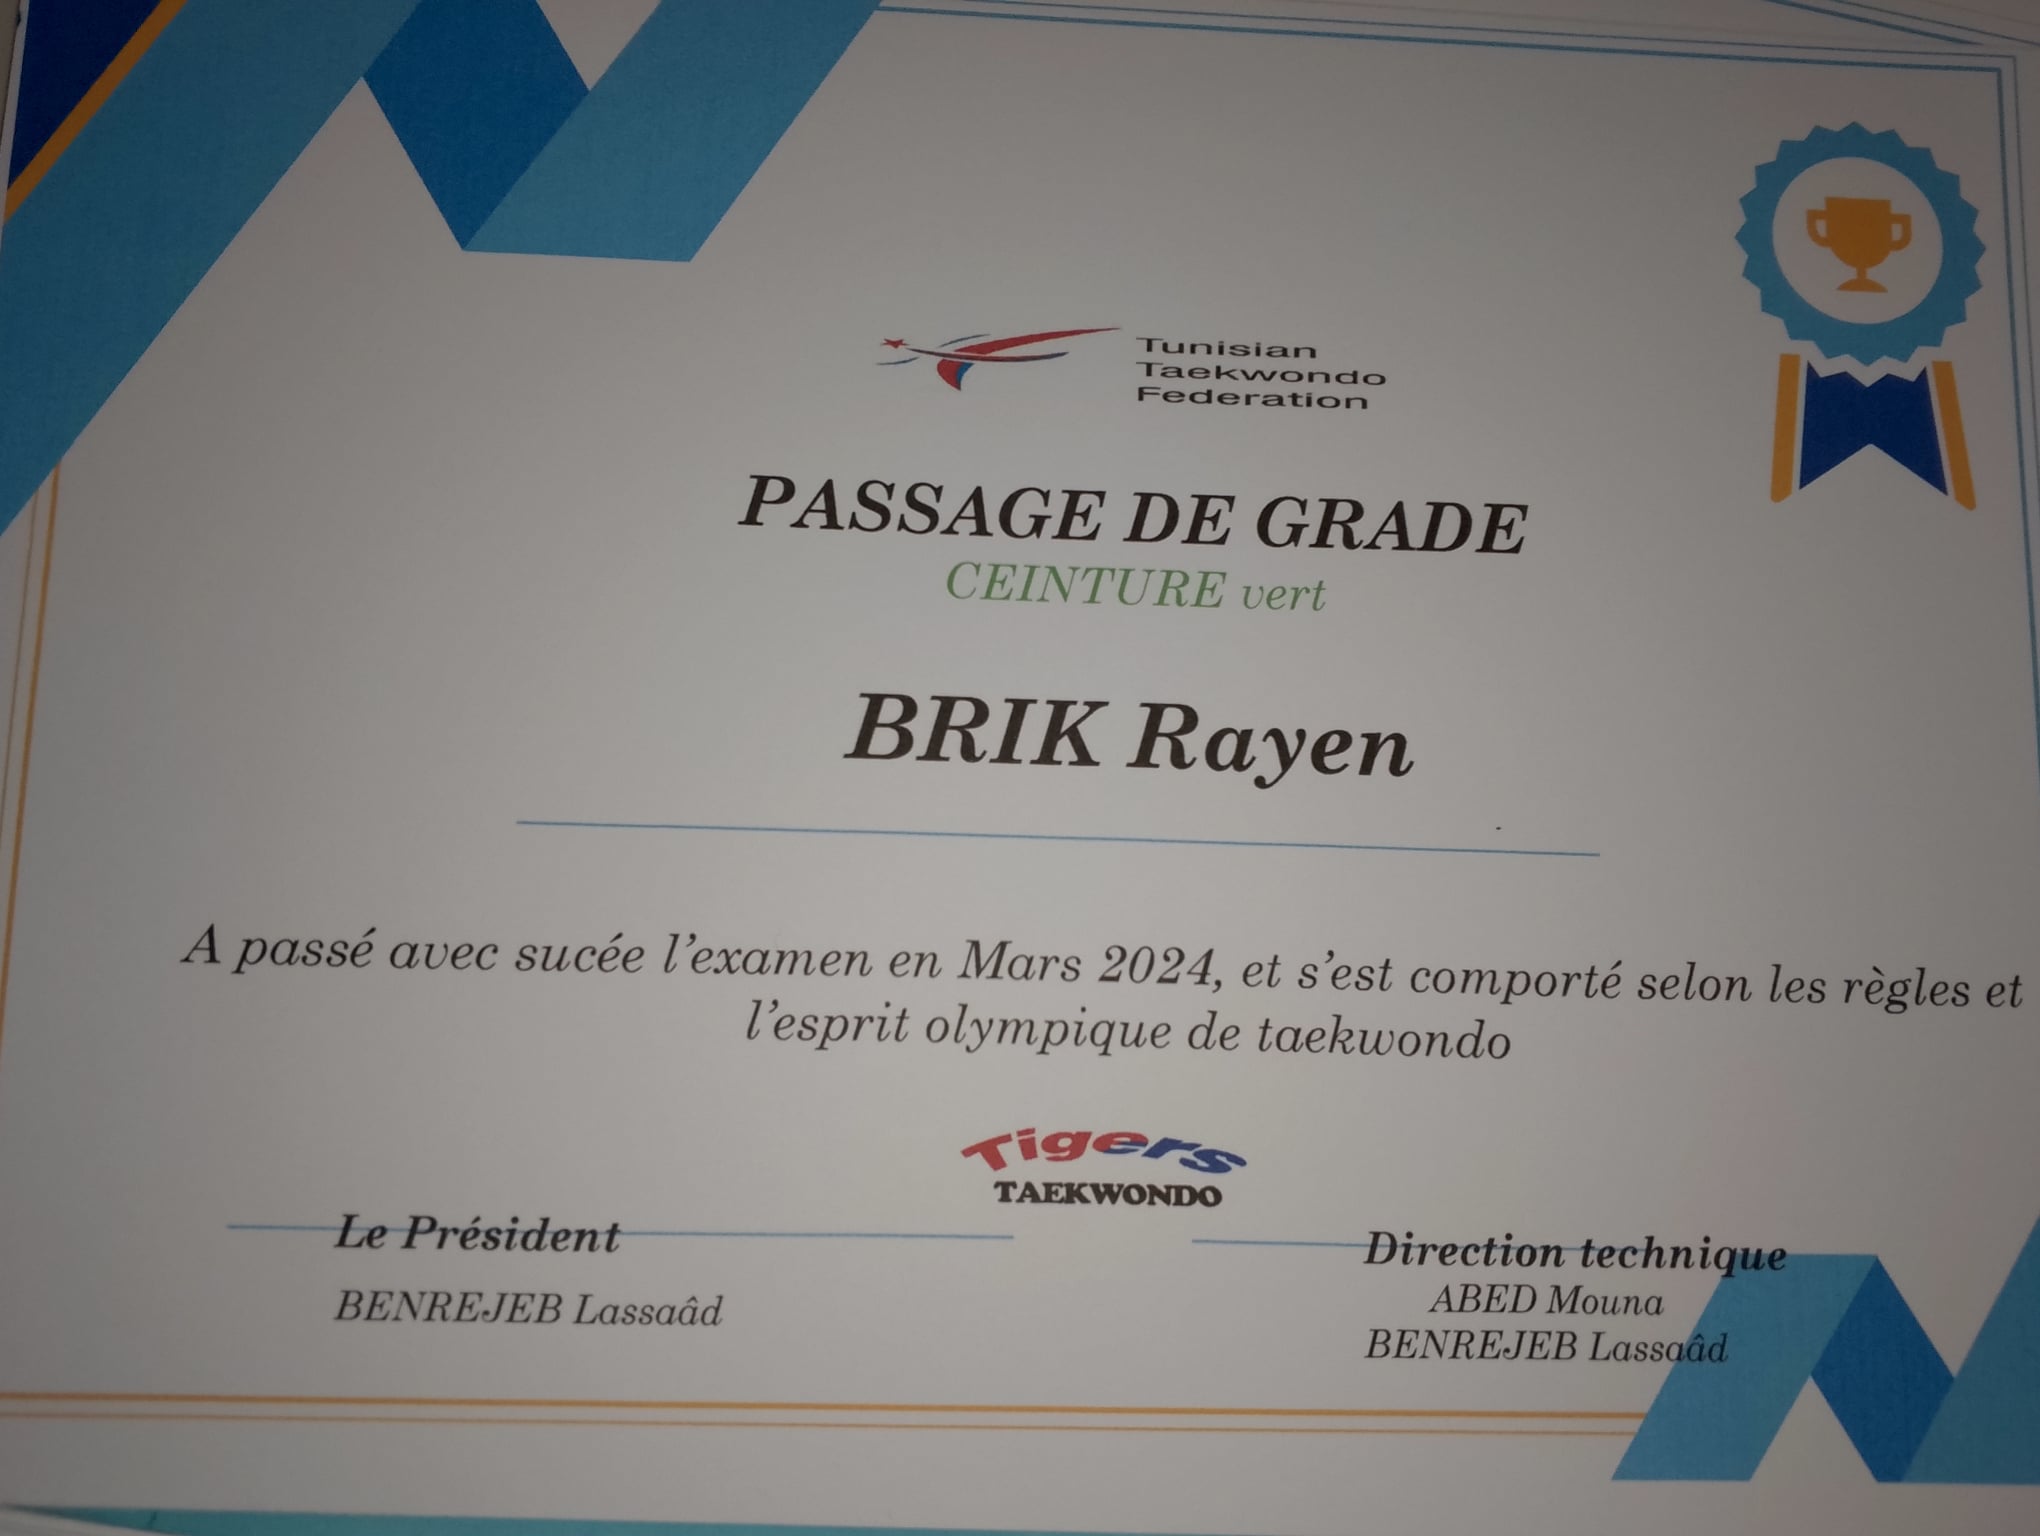 Tunisian
Taekwondo
Federation
PASSAGE DE GRADE
CEINTURE vert
BRIK Rayen
A passé avec sucée l'examen en Mars 2024, et s'est comporté selon les règles et
l'esprit olympique de taekwondo
Tigers
TAEKWONDO
Le Président
BENREJEB Lassaâd
Direction technique
ABED Mouna
BENREJEB Lassaâd